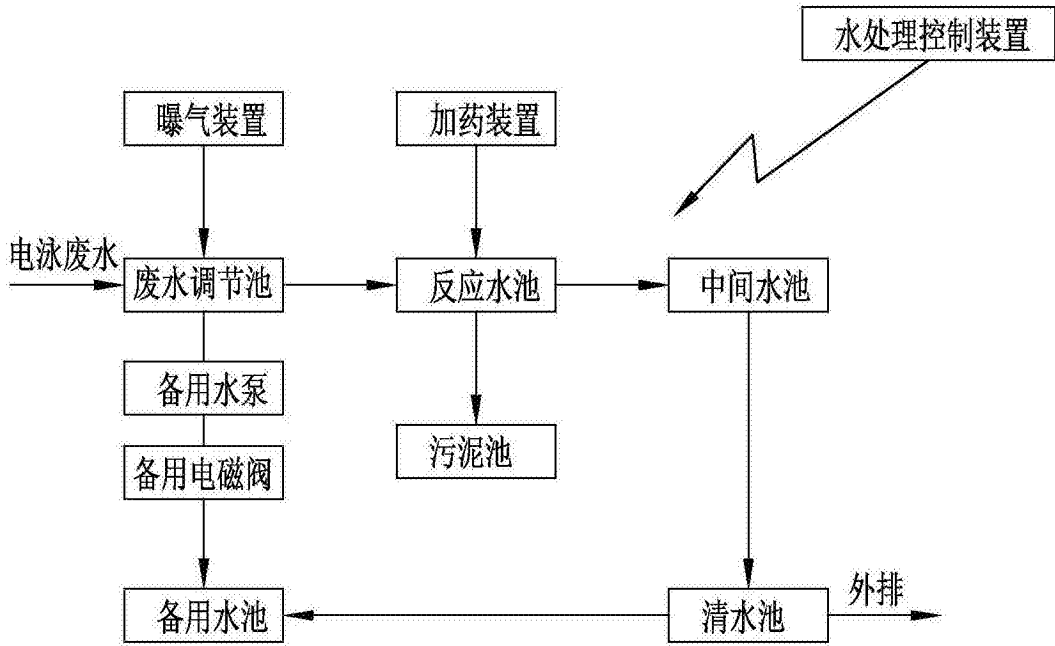 水处理控制装置
曝气装置
加药装置
电泳废水
废水调节池
反应水池
中间水池
备用水泵
污泥池
备用电磁阀
备用水池
清水池
外排